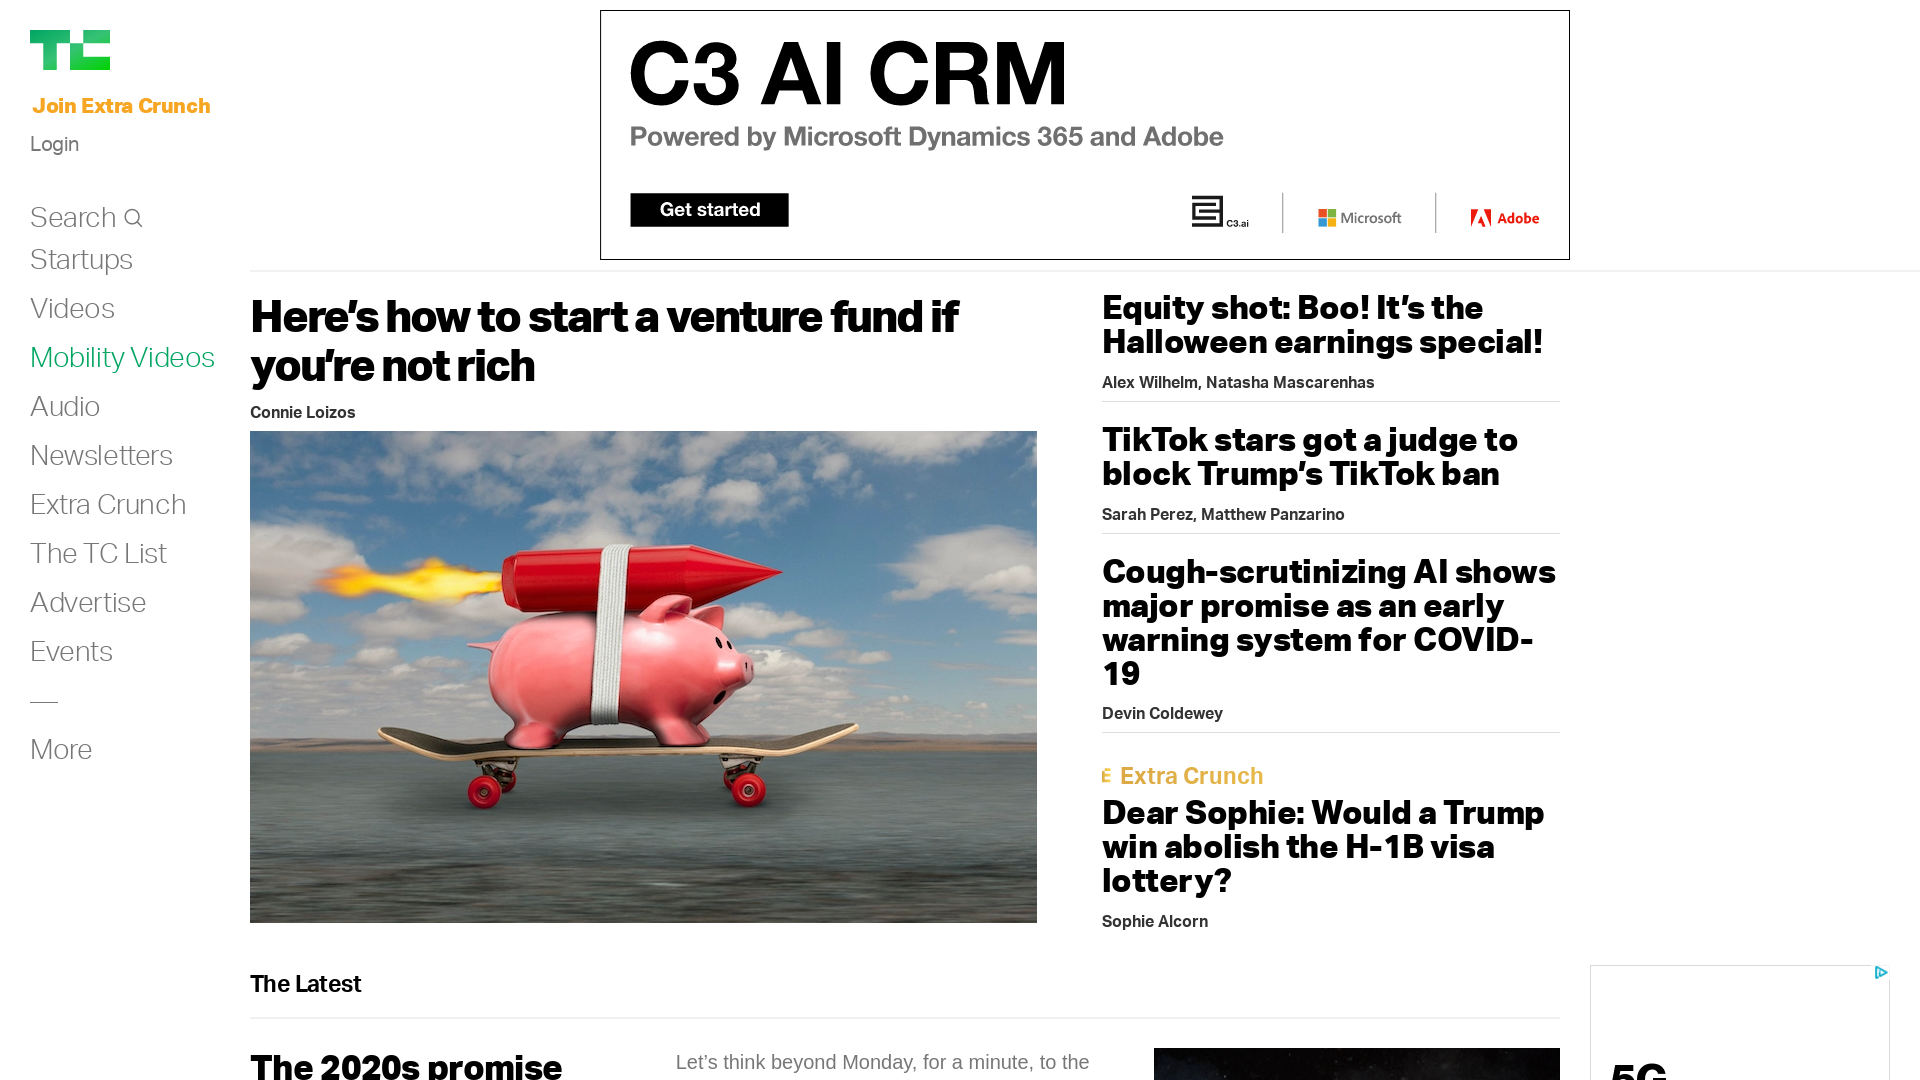 TC
Join Extra Crunch
Login
Search
Startups
Videos
Mobility Videos
Audio
Newsletters
Extra Crunch
The TC List
Advertise
Events
—
More
C3 AI CRM
Powered by Microsoft Dynamics 365 and Adobe
Get started
C3.ai
Microsoft
Adobe
Here’s how to start a venture fund if
you’re not rich
Connie Loizos
Equity shot: Boo! It’s the
Halloween earnings special!
Alex Wilhelm, Natasha Mascarenhas
TikTok stars got a judge to
block Trump’s TikTok ban
Sarah Perez, Matthew Panzarino
Cough-scrutinizing AI shows
major promise as an early
warning system for COVID-
19
Devin Coldewey
Extra Crunch
Dear Sophie: Would a Trump
win abolish the H-1B visa
lottery?
Sophie Alcorn
The Latest
The 2020s promise
Let’s think beyond Monday, for a minute, to the
5G